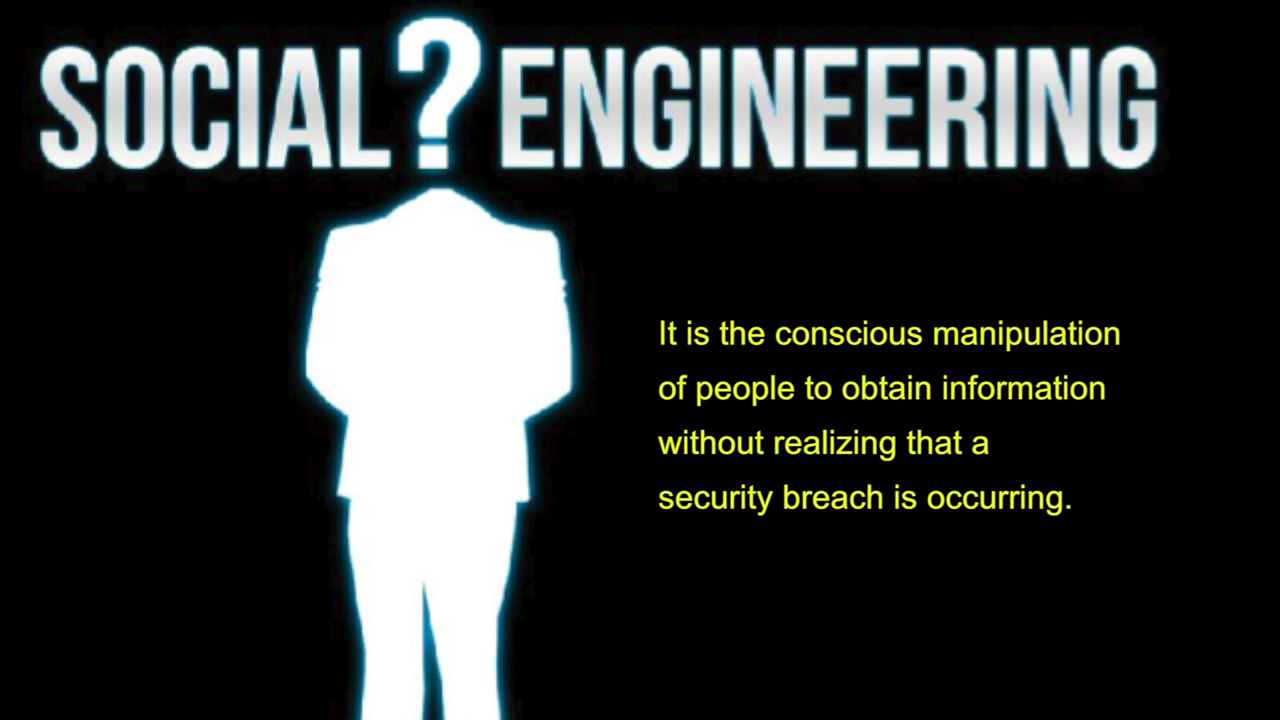 SOCIAL ? ENGINEERING
It is the conscious manipulation
of people to obtain information
without realizing that a
security breach is occurring.